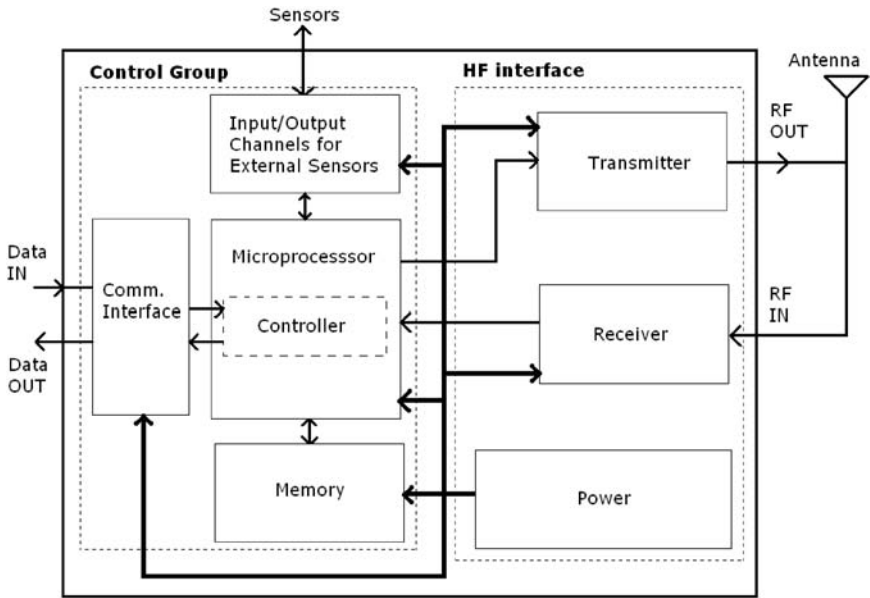 Sensors
Control Group
HF interface
Antenna
Input/Output
Channels for
External Sensors
RF
OUT
Transmitter
Data
IN
Microprocesssor
Comm.
Interface
Controller
RF
IN
Receiver
Data
OUT
Memory
Power